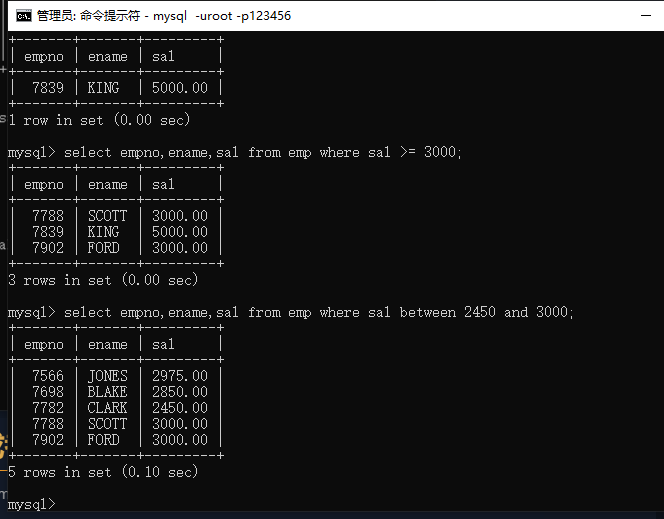 管理员: 命令提示符 - mysql  -uroot -p123456
+-------+-------+---------+
| empno | ename | sal     |
+-------+-------+---------+
|  7839 | KING  | 5000.00 |
+-------+-------+---------+
1 row in set (0.00 sec)
mysql> select empno,ename,sal from emp where sal >= 3000;
+-------+-------+---------+
| empno | ename | sal     |
+-------+-------+---------+
|  7788 | SCOTT | 3000.00 |
|  7839 | KING  | 5000.00 |
|  7902 | FORD  | 3000.00 |
+-------+-------+---------+
3 rows in set (0.00 sec)
mysql> select empno,ename,sal from emp where sal between 2450 and 3000;
+-------+-------+---------+
| empno | ename | sal     |
+-------+-------+---------+
|  7566 | JONES | 2975.00 |
|  7698 | BLAKE | 2850.00 |
|  7782 | CLARK | 2450.00 |
|  7788 | SCOTT | 3000.00 |
|  7902 | FORD  | 3000.00 |
+-------+-------+---------+
5 rows in set (0.10 sec)
mysql>